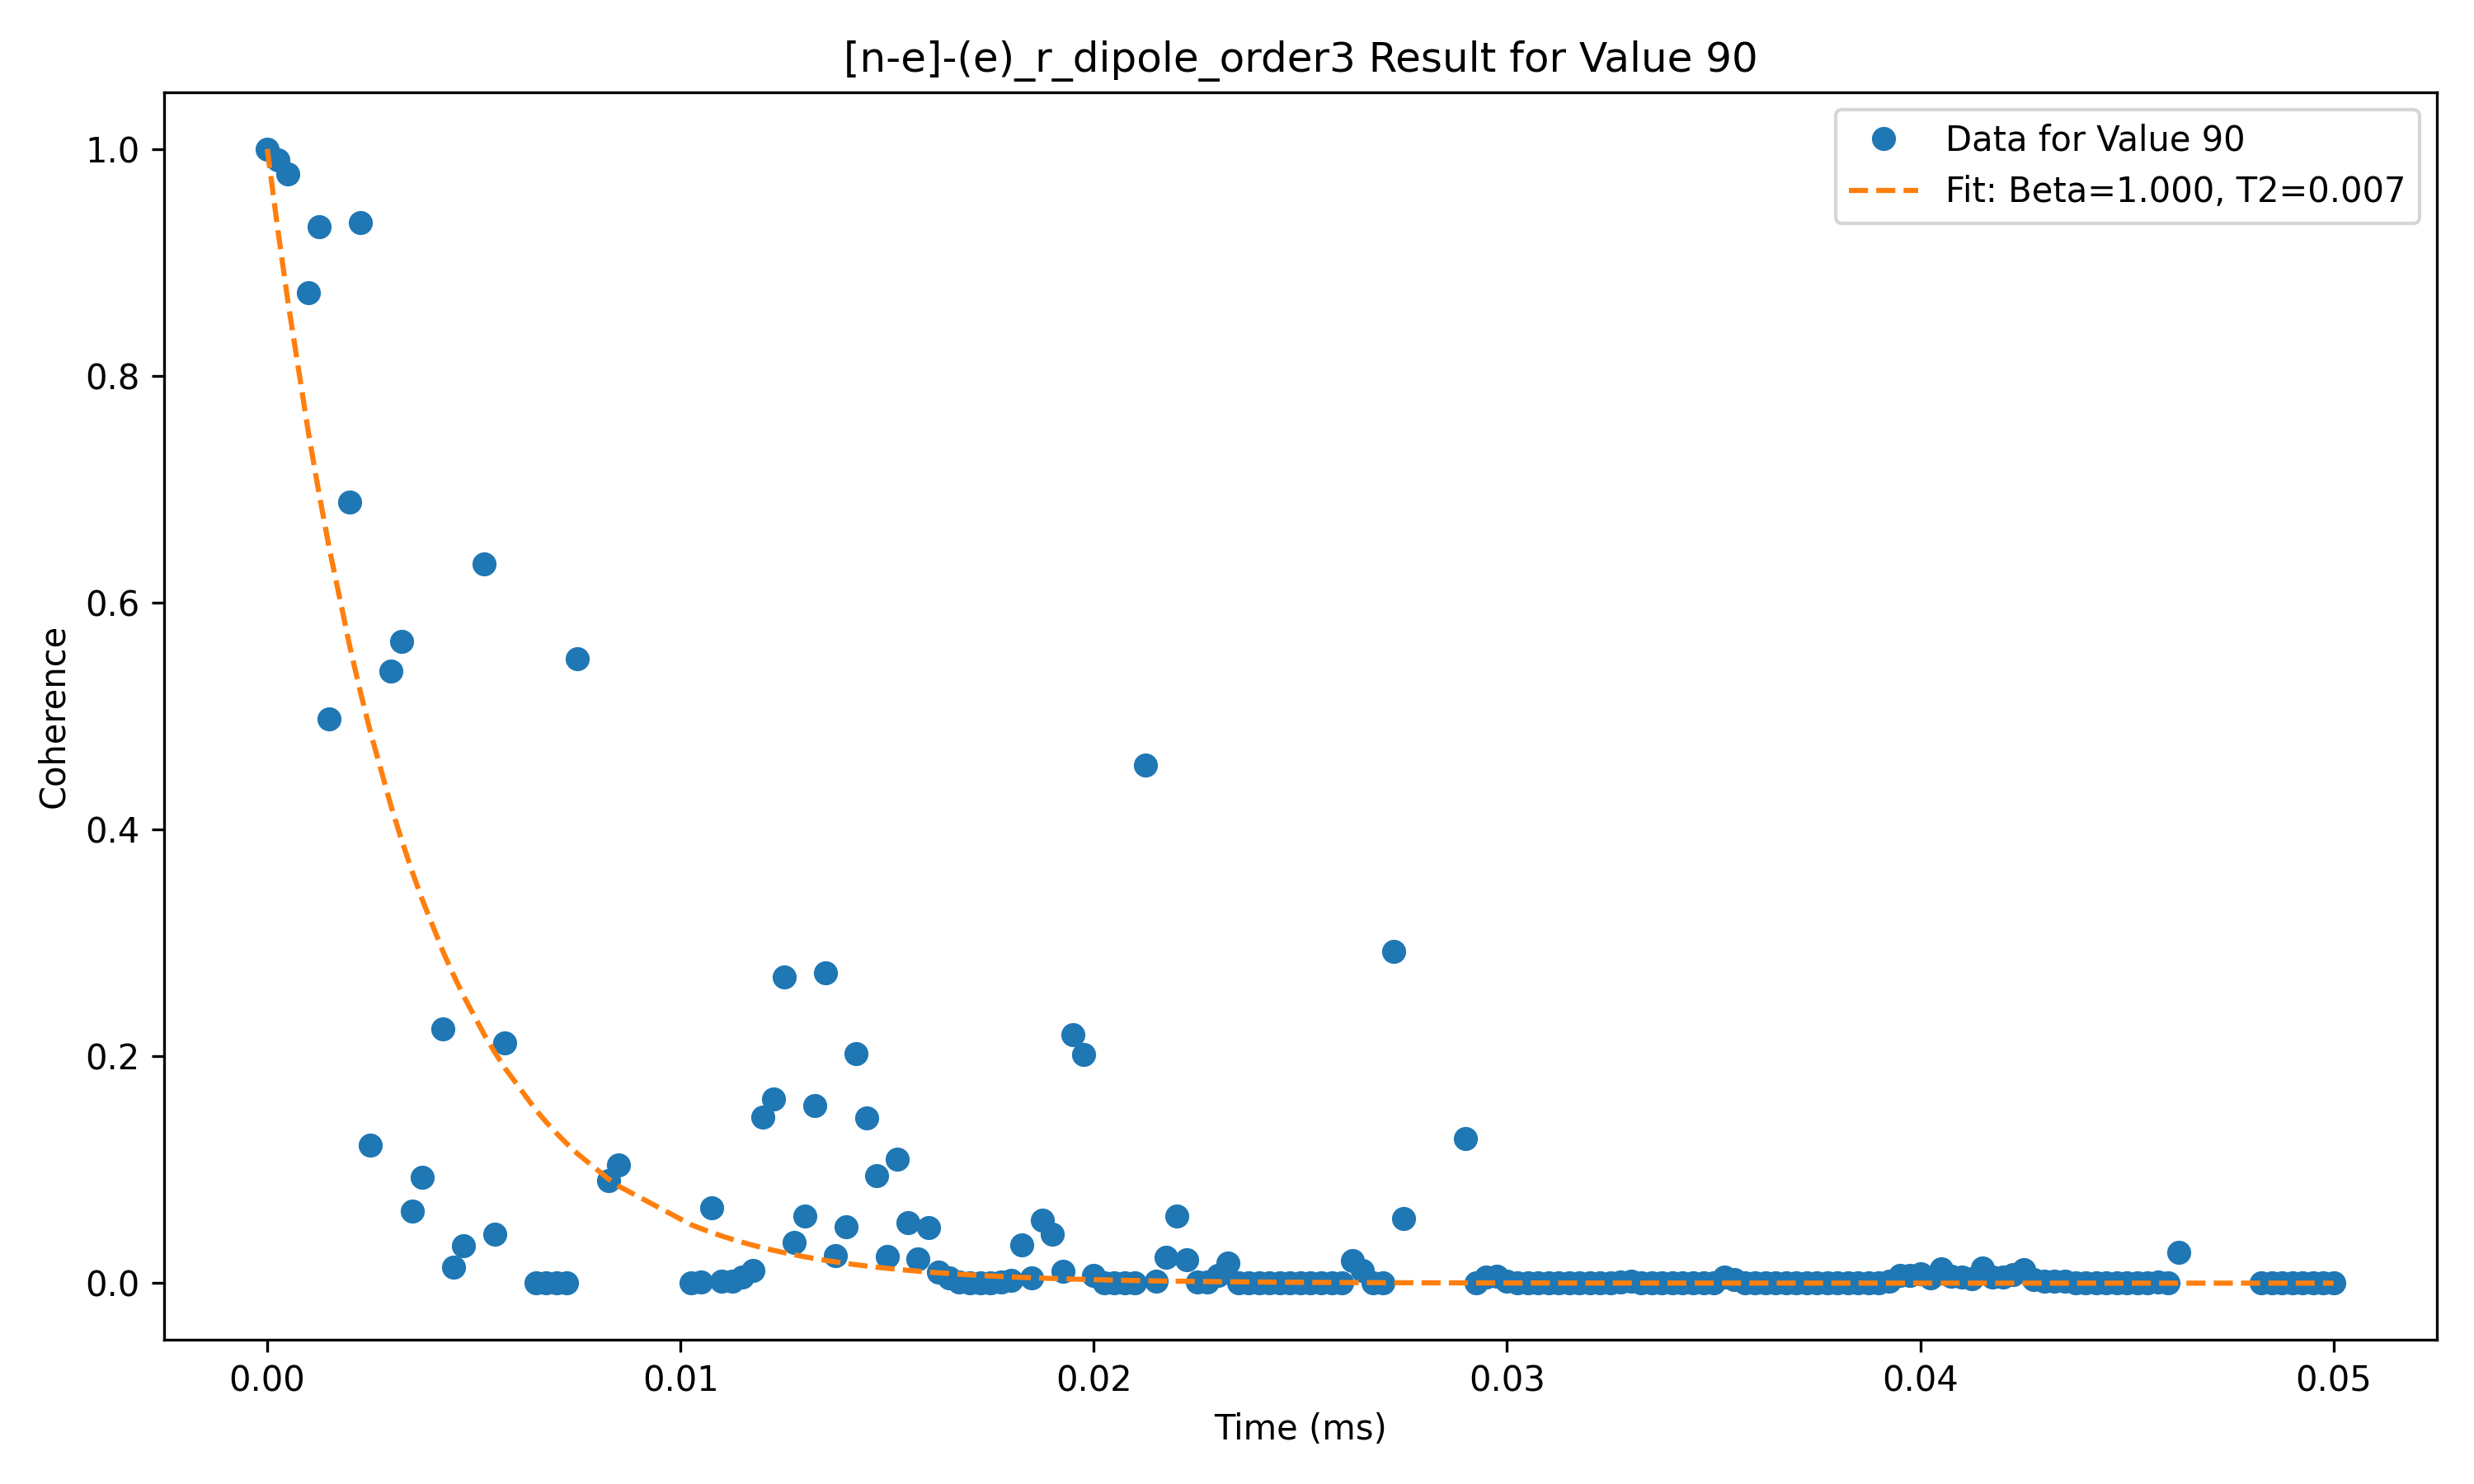 [n-e]-(e)_r_dipole_order3 Result for Value 90
Data for Value 90
Fit: Beta=1.000, T2=0.007
1.0
0.8
0.6
0.4
0.2
0.0
Coherence
0.00
0.01
0.02
0.03
0.04
0.05
Time (ms)